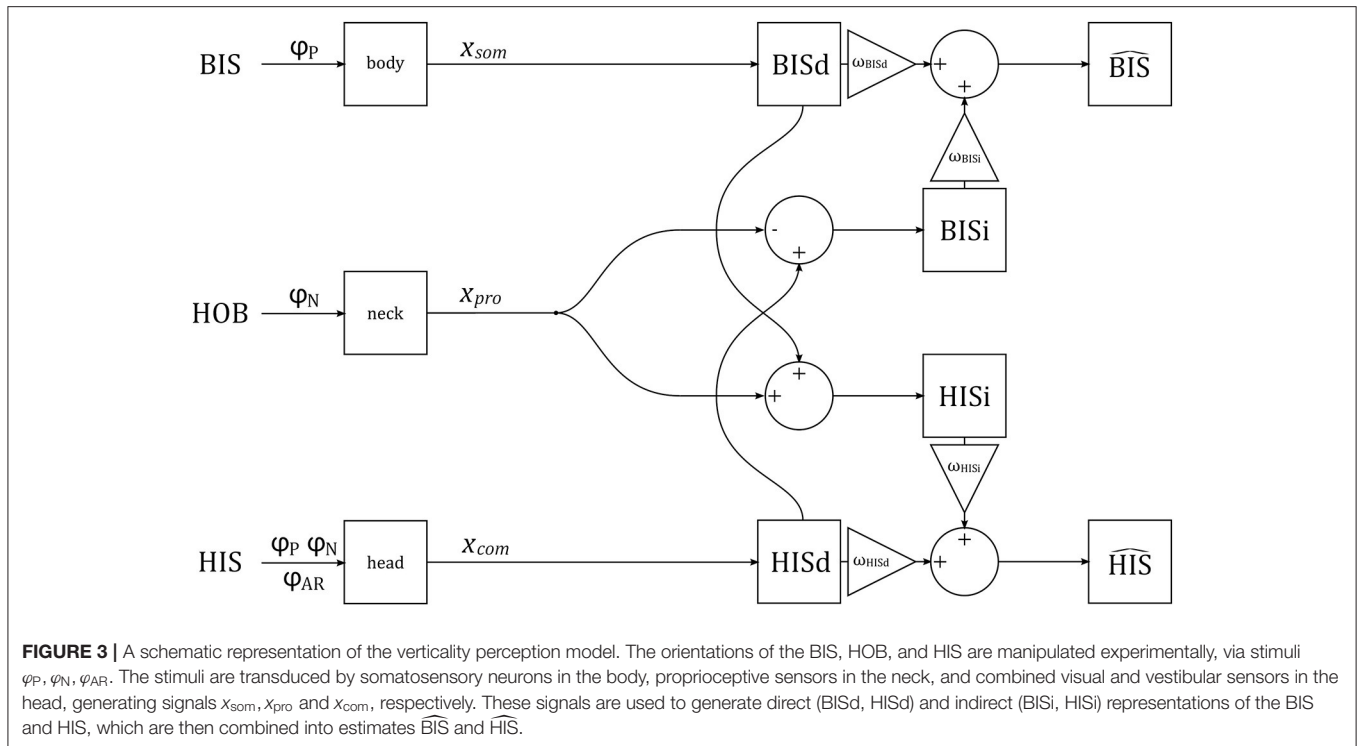 BIS φP body xsom BISd ωBISd + + B͡IS
ωBISi
- + BISi
HOB φN neck xpro
+ + HISi
ωHISi
HIS φP φN φAR head xcom HISd ωHISd + + H͡IS
FIGURE 3 | A schematic representation of the verticality perception model. The orientations of the BIS, HOB, and HIS are manipulated experimentally, via stimuli
φP, φN, φAR. The stimuli are transduced by somatosensory neurons in the body, proprioceptive sensors in the neck, and combined visual and vestibular sensors in the
head, generating signals xsom, xpro and xcom, respectively. These signals are used to generate direct (BISd, HISd) and indirect (BISi, HISi) representations of the BIS
and HIS, which are then combined into estimates B͡IS and H͡IS.